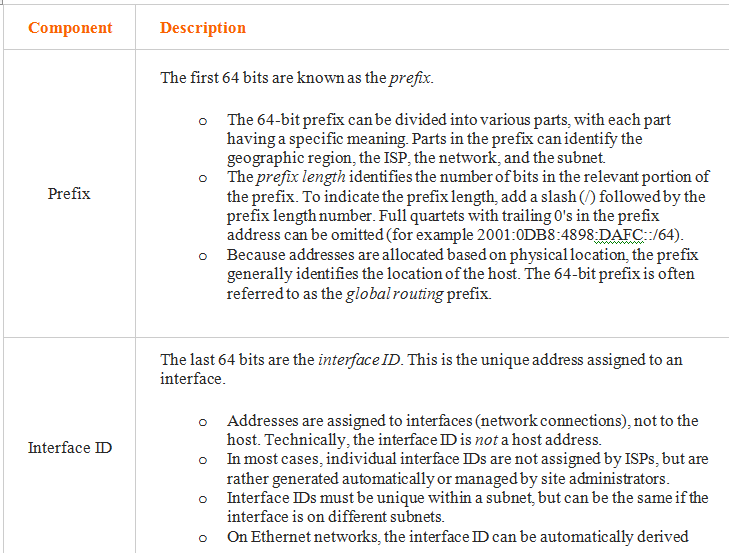 Component
Description
The first 64 bits are known as the prefix.
o The 64-bit prefix can be divided into various parts, with each part
having a specific meaning. Parts in the prefix can identify the
geographic region, the ISP, the network, and the subnet.
o The prefix length identifies the number of bits in the relevant portion of
the prefix. To indicate the prefix length, add a slash (/) followed by the
prefix length number. Full quartets with trailing 0's in the prefix
address can be omitted (for example 2001:0DB8:4898:DAFC::/64).
o Because addresses are allocated based on physical location, the prefix
generally identifies the location of the host. The 64-bit prefix is often
referred to as the global routing prefix.
Prefix
The last 64 bits are the interface ID. This is the unique address assigned to an
interface.
o Addresses are assigned to interfaces (network connections), not to the
host. Technically, the interface ID is not a host address.
o In most cases, individual interface IDs are not assigned by ISPs, but are
rather generated automatically or managed by site administrators.
o Interface IDs must be unique within a subnet, but can be the same if the
interface is on different subnets.
o On Ethernet networks, the interface ID can be automatically derived
Interface ID